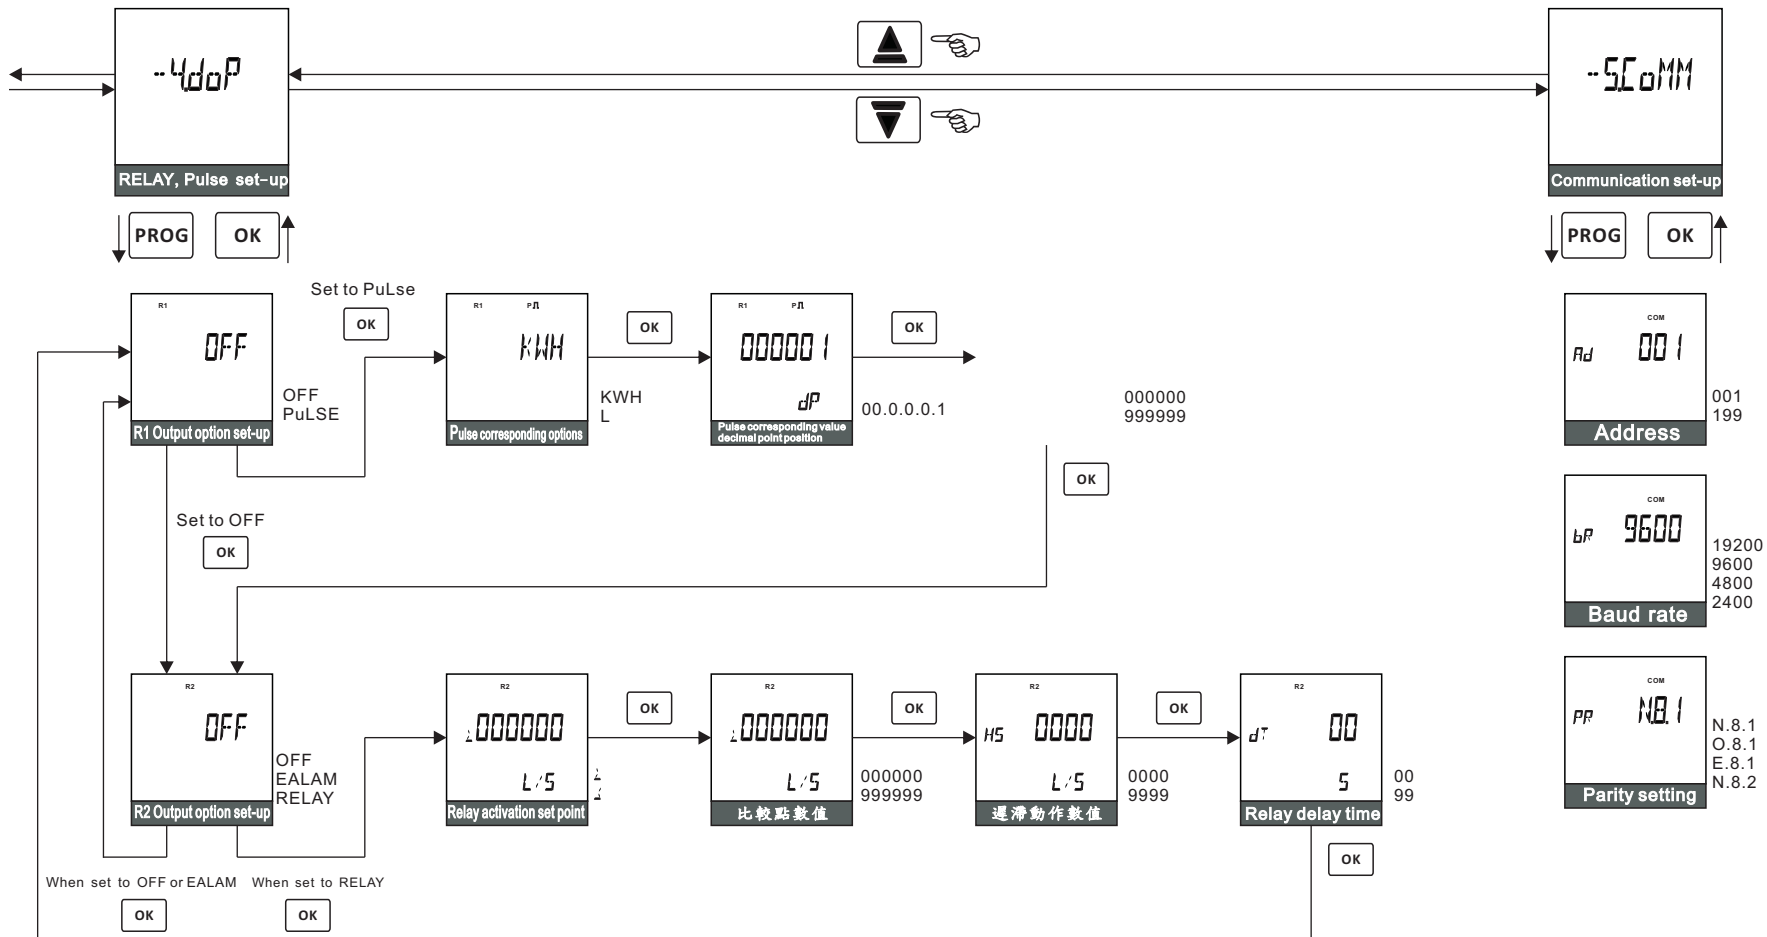 -4.doP
-5.CoMM
RELAY, Pulse set-up
Communication set-up
PROG
OK
PROG
OK
Set to PuLse
OK
R1
OFF
OFF
PuLSE
R1 Output option set-up
R1 P
KWH
KWH
L
Pulse corresponding options
OK
R1 P
000001
dP
00.0.0.0.1
Pulse corresponding value
decimal point position
OK
000000
999999
OK
COM
Ad 001
001
199
Address
Set to OFF
OK
COM
bR 9600
19200
9600
4800
2400
Baud rate
R2
OFF
OFF
EALAM
RELAY
R2 Output option set-up
R2
000000
L/S
Relay activation set point
OK
R2
000000
L/S
000000
999999
比較點數值
OK
R2
HS 0000
L/S
0000
9999
遲滯動作數值
OK
R2
dT 00
S
00
99
Relay delay time
OK
COM
PR N.8.1
N.8.1
O.8.1
E.8.1
N.8.2
Parity setting
When set to OFF or EALAM
OK
When set to RELAY
OK